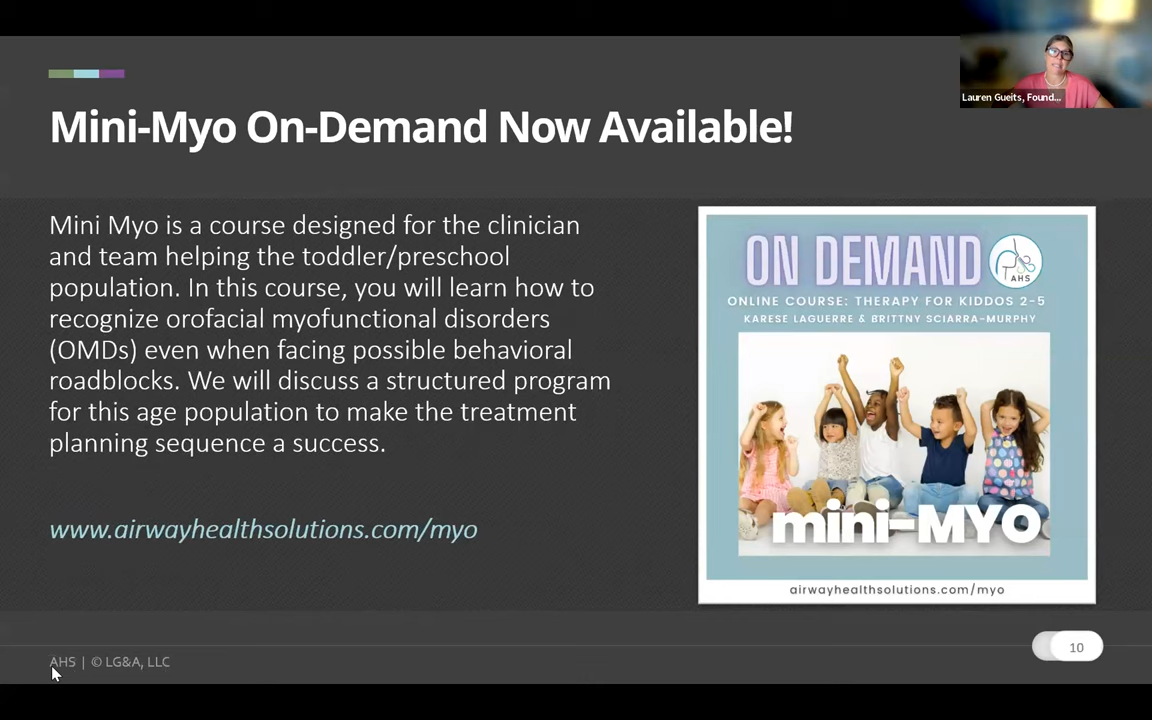 Lauren Gueits, Found...
Mini-Myo On-Demand Now Available!
Mini Myo is a course designed for the clinician
and team helping the toddler/preschool
population. In this course, you will learn how to
recognize orofacial myofunctional disorders
(OMDs) even when facing possible behavioral
roadblocks. We will discuss a structured program
for this age population to make the treatment
planning sequence a success.
www.airwayhealthsolutions.com/myo
ON DEMAND
AHS
ONLINE COURSE: THERAPY FOR KIDDOS 2-5
KARESE LAGUERRE & BRITTNY SCIARRA-MURPHY
mini-MYO
airwayhealthsolutions.com/myo
AHS | © LG&A, LLC
10